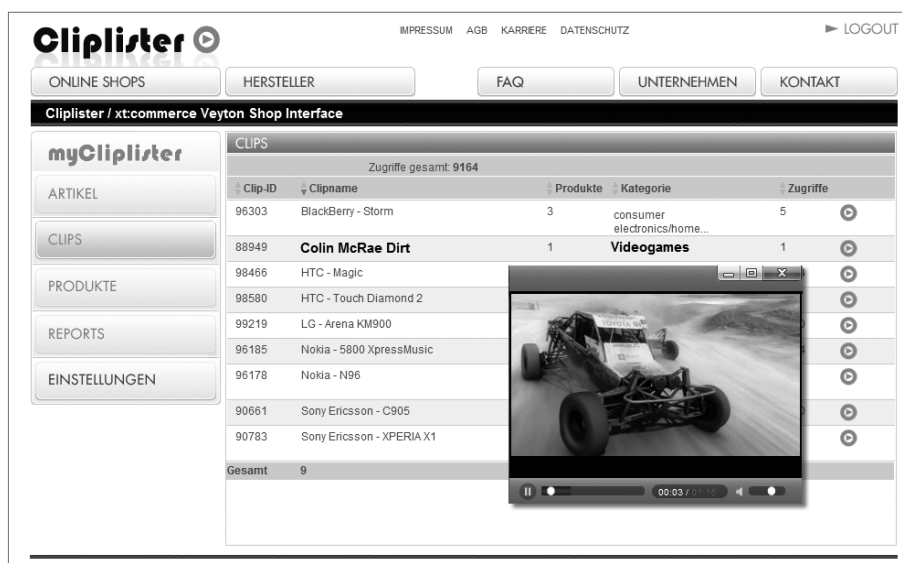 Cliplister
IMPRESSUM AGB KARRIERE DATENSCHUTZ
LOGOUT
ONLINE SHOPS HERSTELLER FAQ UNTERNEHMEN KONTAKT
Cliplister / xt:commerce Veyton Shop Interface
myCliplister
ARTIKEL
CLIPS
PRODUKTE
REPORTS
EINSTELLUNGEN
CLIPS
Zugriffe gesamt: 9164
Clip-ID Clipname Produkte Kategorie Zugriffe
96303 BlackBerry - Storm 3 consumer 5
electronics/home...
88949 Colin McRae Dirt 1 Videogames 1
98466 HTC - Magic
98580 HTC - Touch Diamond 2
99219 LG - Arena KM900
96185 Nokia - 5800 XpressMusic
96178 Nokia - N96
90661 Sony Ericsson - C905
90783 Sony Ericsson - XPERIA X1
Gesamt 9
TOYOTA
00:03 / 01:15